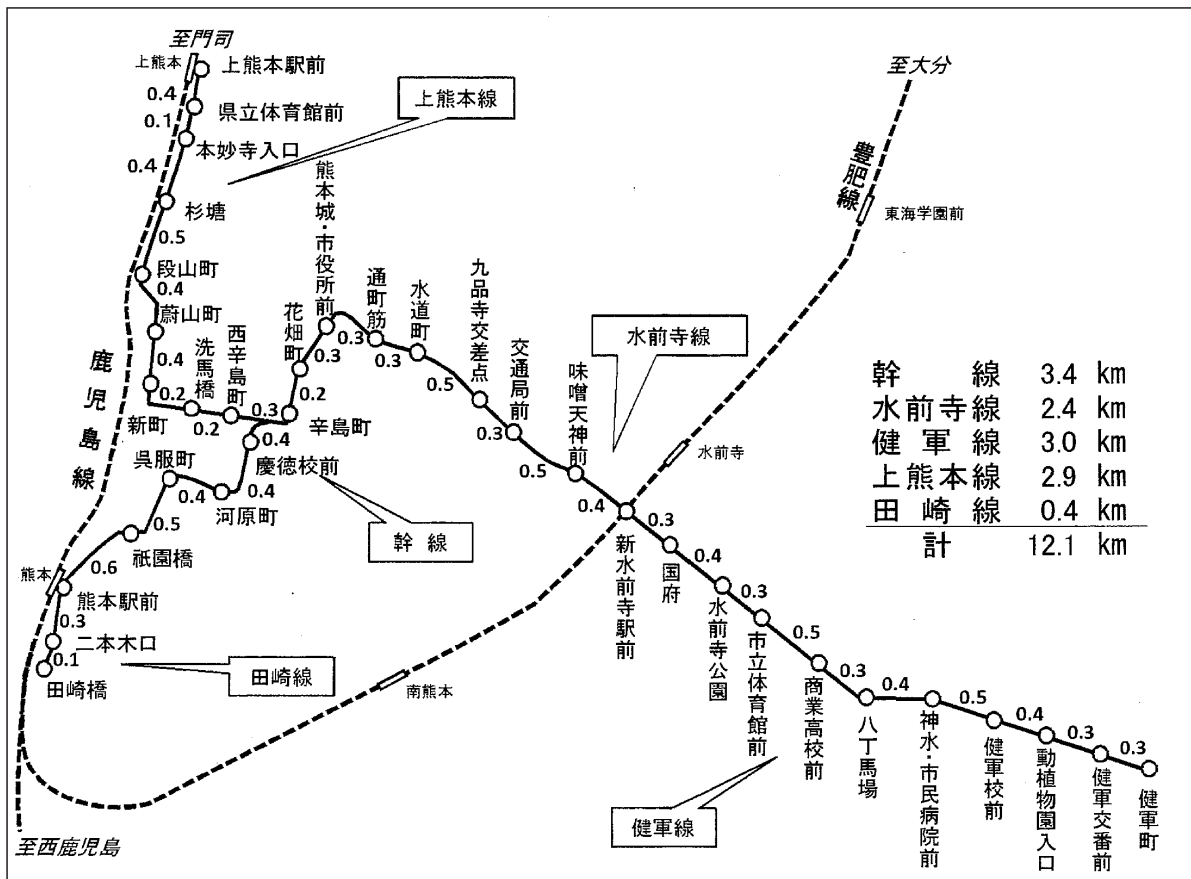 至門司
上熊本
上熊本駅前
0.4
県立体育館前
0.1
本妙寺入口
0.4
杉塘
0.5
段山町
0.4
蔚山町
0.4
新町
0.2
洗馬橋
0.2
西辛島町
0.3
辛島町
上熊本線
鹿児島線
0.2
花畑町
0.3
熊本城・市役所前
0.3
通町筋
0.3
水道町
0.5
九品寺交差点
0.3
交通局前
0.5
味噌天神前
0.4
新水前寺駅前
水前寺線
0.4
慶徳校前
0.4
河原町
0.4
呉服町
0.5
祇園橋
0.6
熊本
熊本駅前
0.3
二本木口
0.1
田崎橋
幹線
田崎線
至西鹿児島
南熊本
水前寺
東海学園前
豊肥線
至大分
0.3
国府
0.4
水前寺公園
0.3
市立体育館前
0.5
商業高校前
0.3
八丁馬場
0.4
神水・市民病院前
0.5
健軍校前
0.4
動植物園入口
0.3
健軍交番前
0.3
健軍町
健軍線
幹線 3.4 km
水前寺線 2.4 km
健軍線 3.0 km
上熊本線 2.9 km
田崎線 0.4 km
計 12.1 km